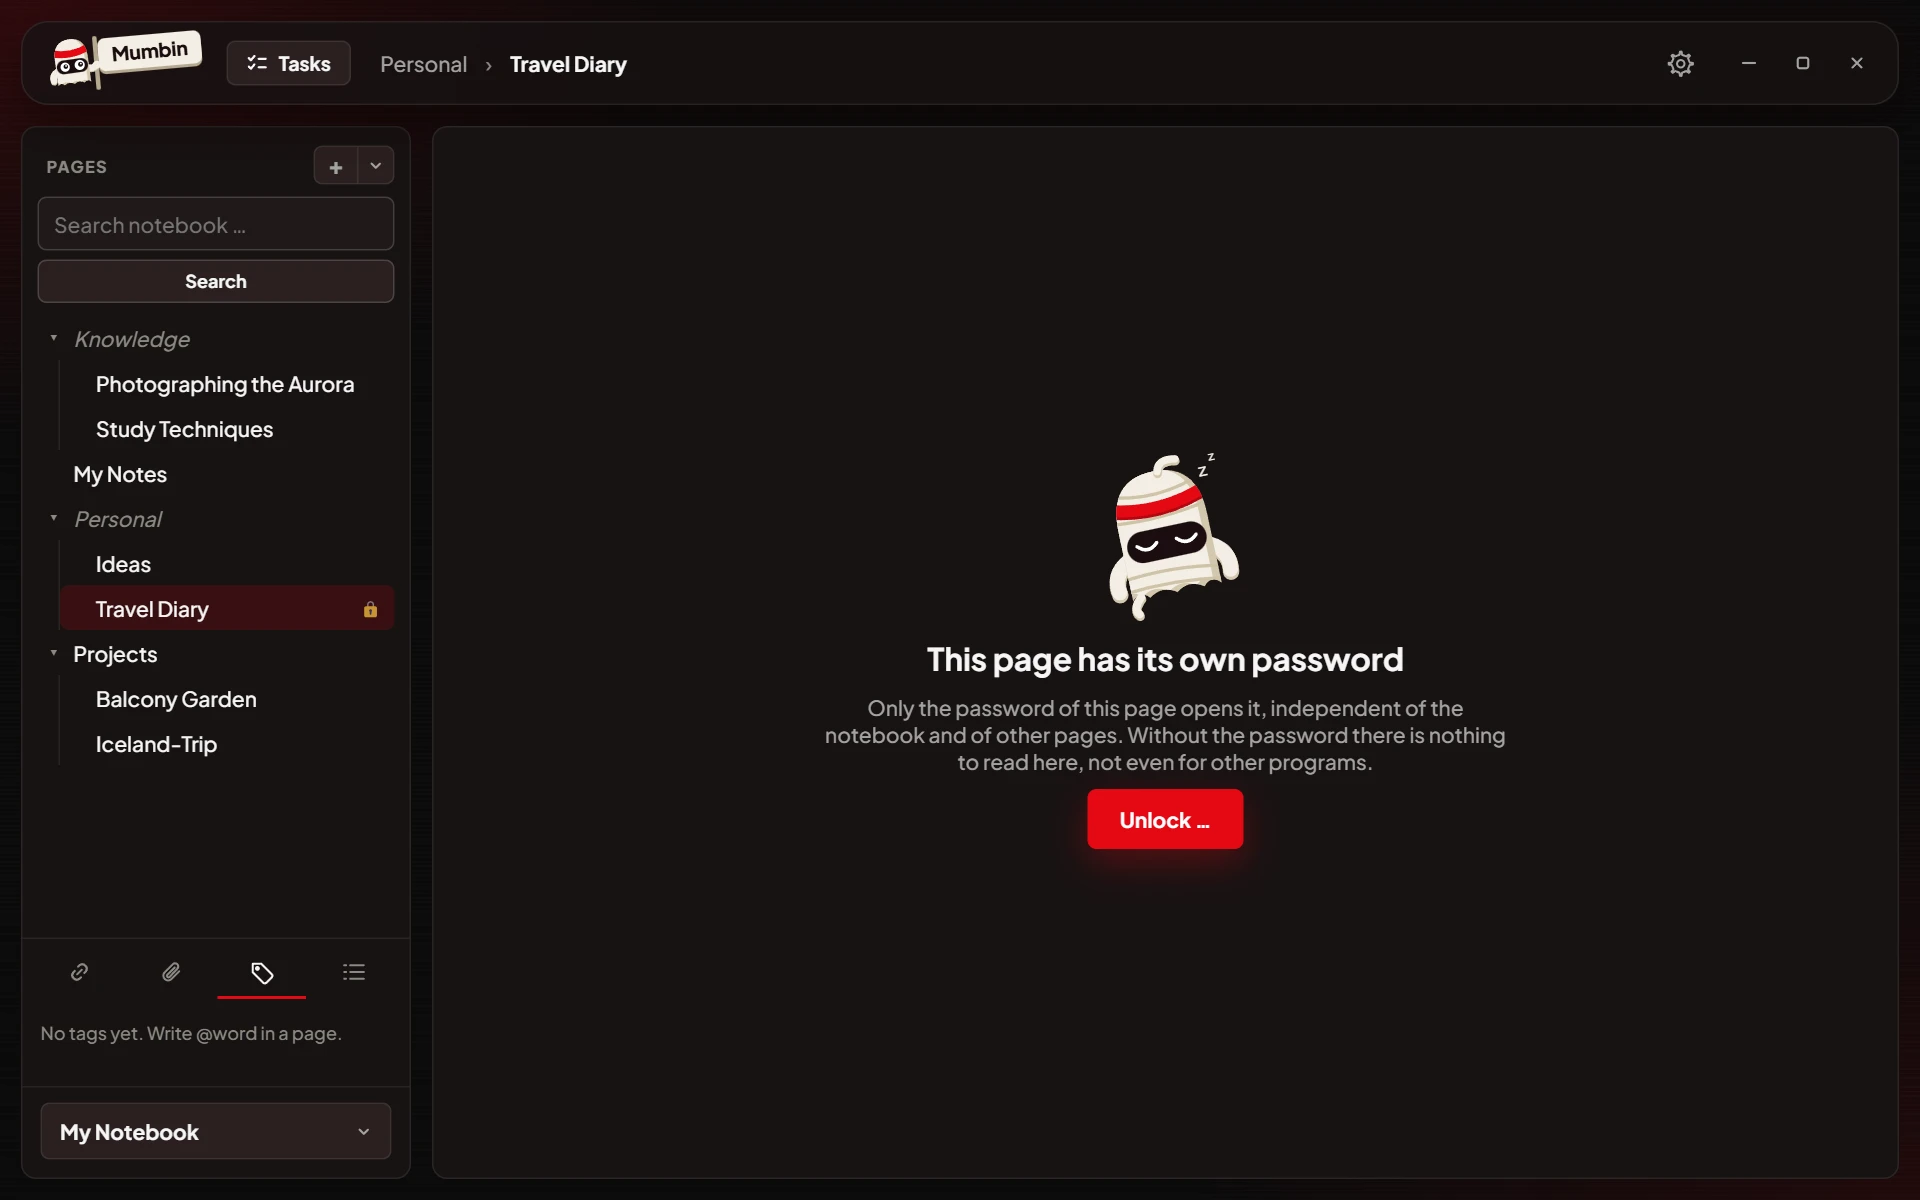 Mumbin
Tasks
Personal › Travel Diary
PAGES
+
Search notebook ...
Search
Knowledge
Photographing the Aurora
Study Techniques
My Notes
Personal
Ideas
Travel Diary
Projects
Balcony Garden
Iceland-Trip
No tags yet. Write @word in a page.
My Notebook
z
z
This page has its own password
Only the password of this page opens it, independent of the
notebook and of other pages. Without the password there is nothing
to read here, not even for other programs.
Unlock ...